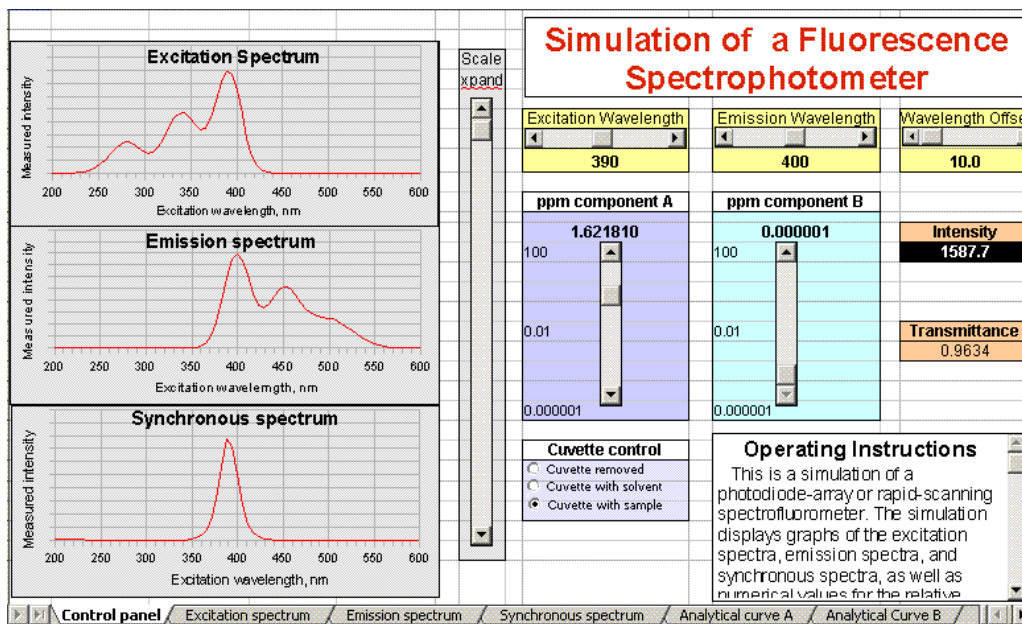 Simulation of a Fluorescence
Spectrophotometer
Excitation Spectrum
Measured intensity
200 250 300 350 400 450 500 550 600
Excitation wavelength, nm
Emission spectrum
Measured intensity
200 250 300 350 400 450 500 550 600
Excitation wavelemgth, nm
Synchronous spectrum
Measured intensity
200 250 300 350 400 450 500 550 600
Excitation wavelemgth, nm
Scale
xpand
Excitation Wavelength
390
Emission Wavelength
400
Wavelength Offse
10.0
ppm component A
1.621810
100
0.01
0.000001
ppm component B
0.000001
100
0.01
0.000001
Intensity
1587.7
Transmittance
0.9634
Cuvette control
Cuvette removed
Cuvette with solvent
Cuvette with sample
Operating Instructions
This is a simulation of a
photodiode-array or rapid-scanning
spectrofluorometer. The simulation
displays graphs of the excitation
spectra, emission spectra, and
synchronous spectra, as well as
numerical values for the relative
Control panel Excitation spectrum Emission spectrum Synchronous spectrum Analytical curve A Analytical Curve B